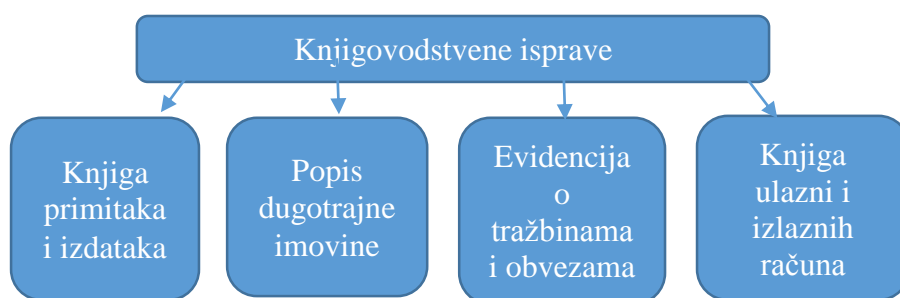 Knjigovodstvene isprave
Knjiga
primitaka
i izdataka
Popis
dugotrajne
imovine
Evidencija
o
tražbinama
i obvezama
Knjiga
ulazni i
izlaznih
računa